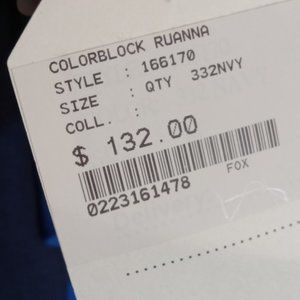 COLORBLOCK RUANNA
STYLE : 166170
SIZE : QTY 332NVY
COLL. :
$ 132.00
0223161478 FOX